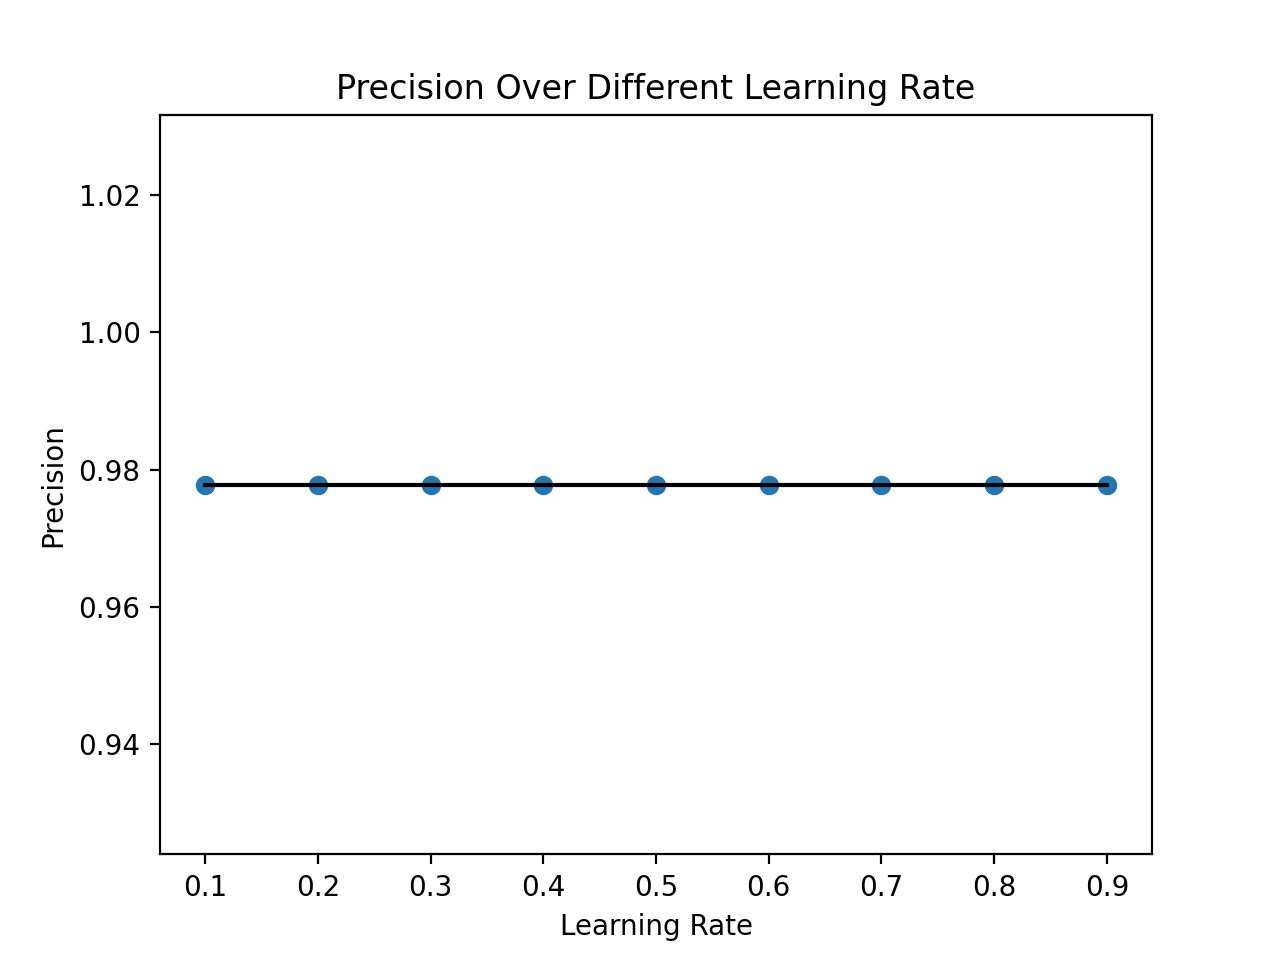 Precision Over Different Learning Rate
1.02
1.00
0.98
0.96
0.94
Precision
0.1 0.2 0.3 0.4 0.5 0.6 0.7 0.8 0.9
Learning Rate